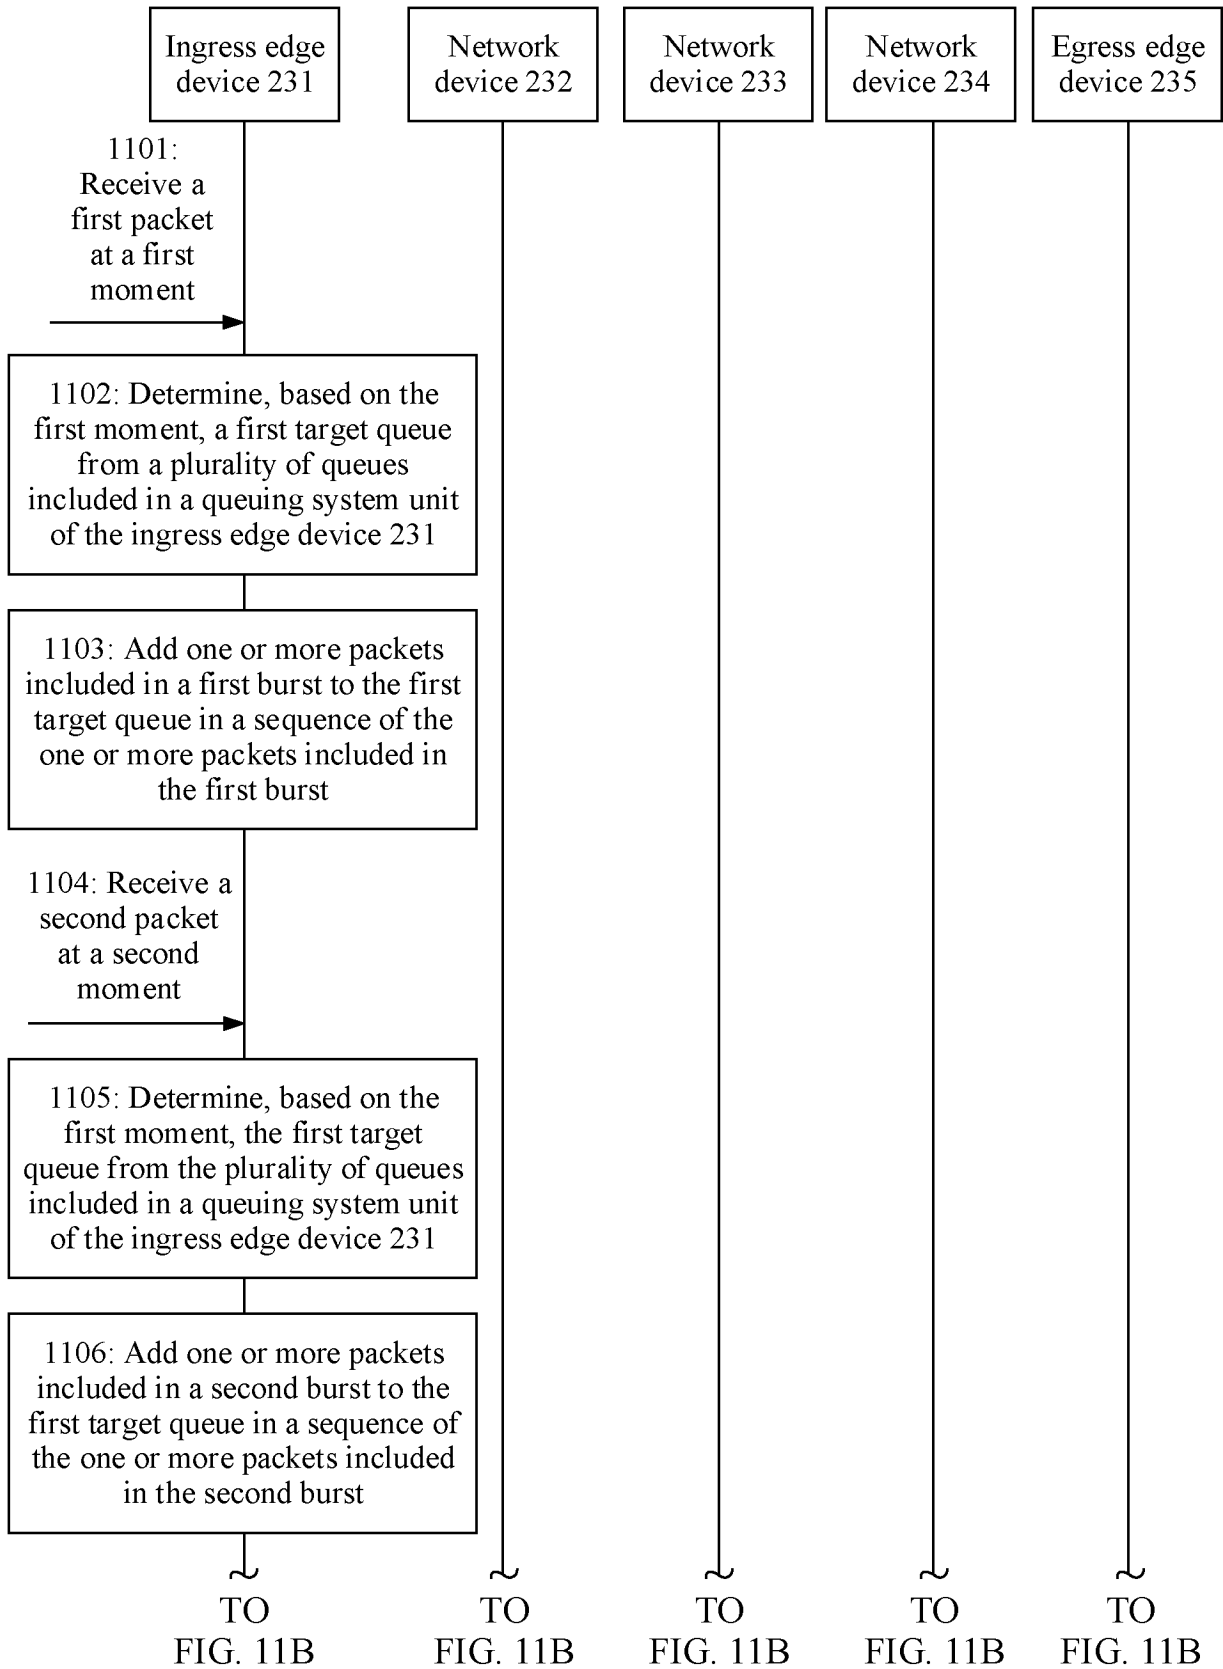 Ingress edge
device 231
Network
device 232
Network
device 233
Network
device 234
Egress edge
device 235
1101:
Receive a
first packet
at a first
moment
1102: Determine, based on the
first moment, a first target queue
from a plurality of queues
included in a queuing system unit
of the ingress edge device 231
1103: Add one or more packets
included in a first burst to the first
target queue in a sequence of the
one or more packets included in
the first burst
1104: Receive a
second packet
at a second
moment
1105: Determine, based on the
first moment, the first target
queue from the plurality of queues
included in a queuing system unit
of the ingress edge device 231
1106: Add one or more packets
included in a second burst to the
first target queue in a sequence of
the one or more packets included
in the second burst
TO
FIG. 11B
TO
FIG. 11B
TO
FIG. 11B
TO
FIG. 11B
TO
FIG. 11B